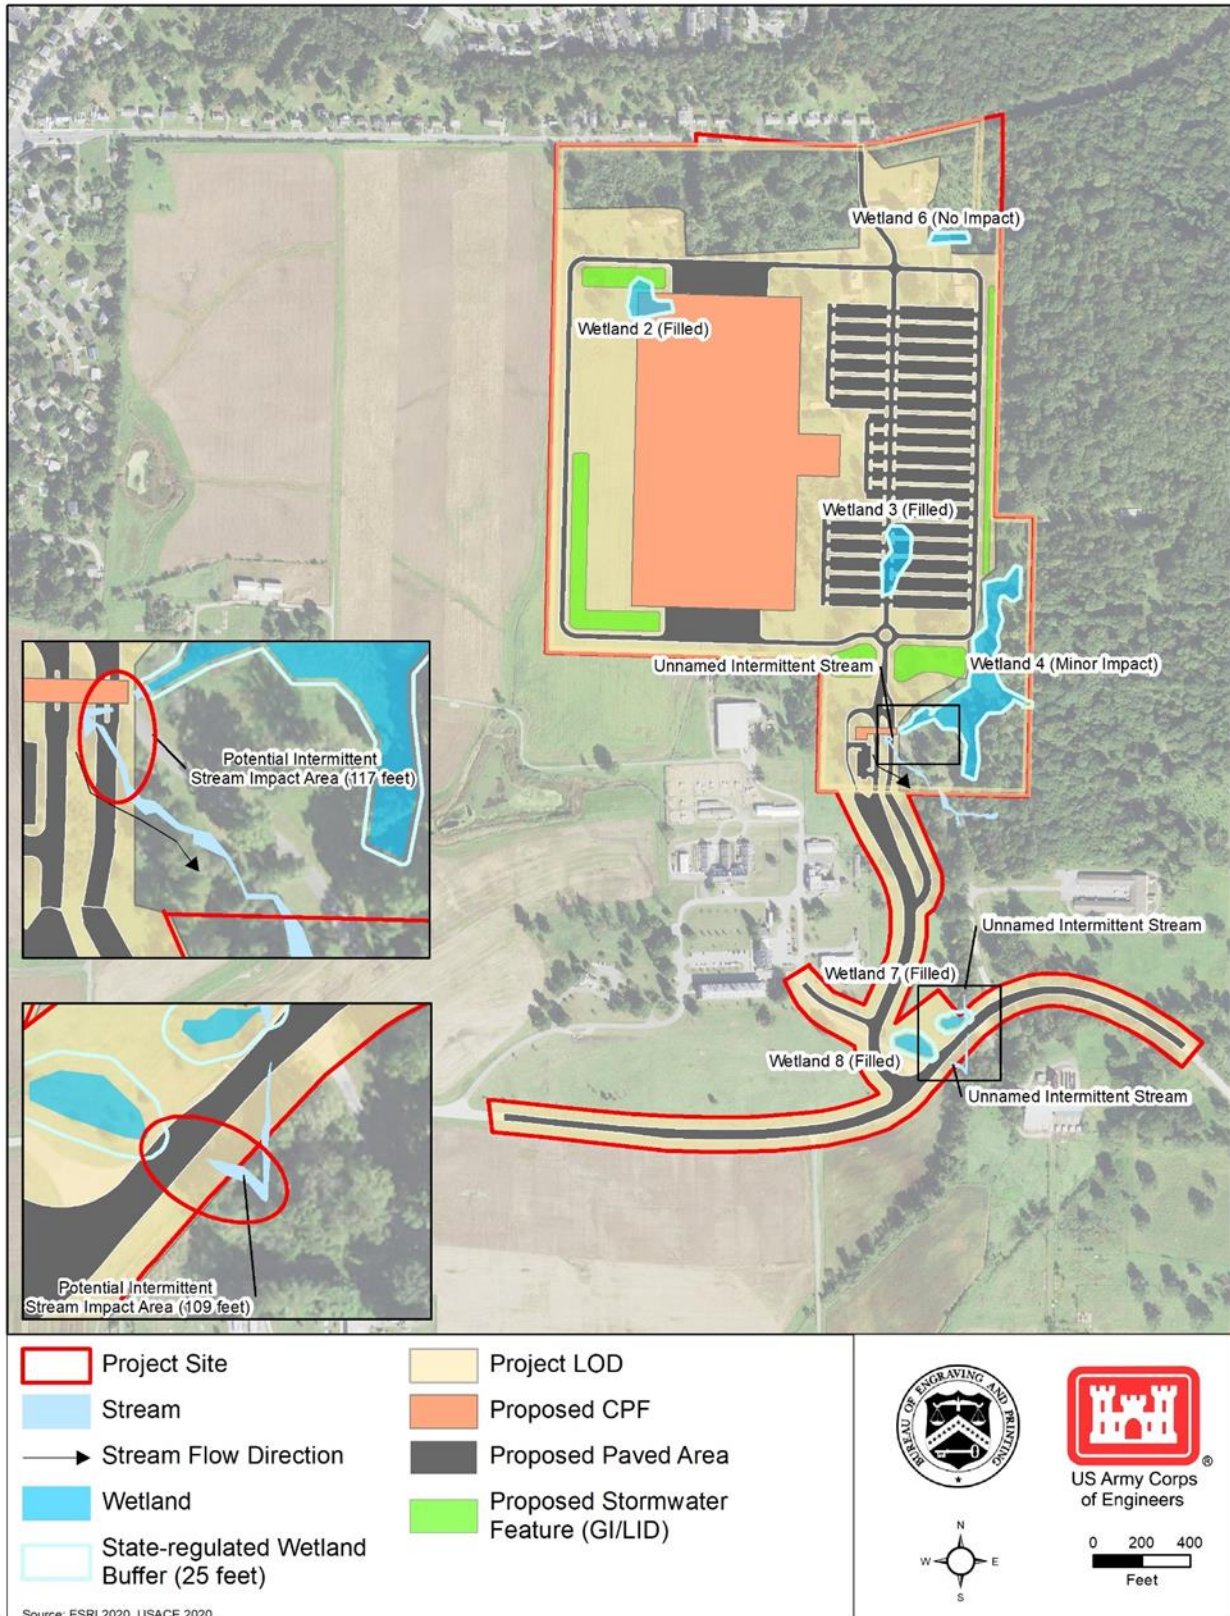 Wetland 6 (No Impact)
Wetland 2 (Filled)
Wetland 3 (Filled)
Unnamed Intermittent Stream
Wetland 4 (Minor Impact)
Potential Intermittent
Stream Impact Area (117 feet)
Unnamed Intermittent Stream
Wetland 7 (Filled)
Wetland 8 (Filled)
Unnamed Intermittent Stream
Potential Intermittent
Stream Impact Area (109 feet)
Project Site
Stream
Stream Flow Direction
Wetland
State-regulated Wetland
Buffer (25 feet)
Project LOD
Proposed CPF
Proposed Paved Area
Proposed Stormwater
Feature (GI/LID)
BUREAU OF ENGRAVING AND PRINTING
®
US Army Corps
of Engineers
N
W E
S
0 200 400
Feet
Source: ESRI 2020, USACE 2020